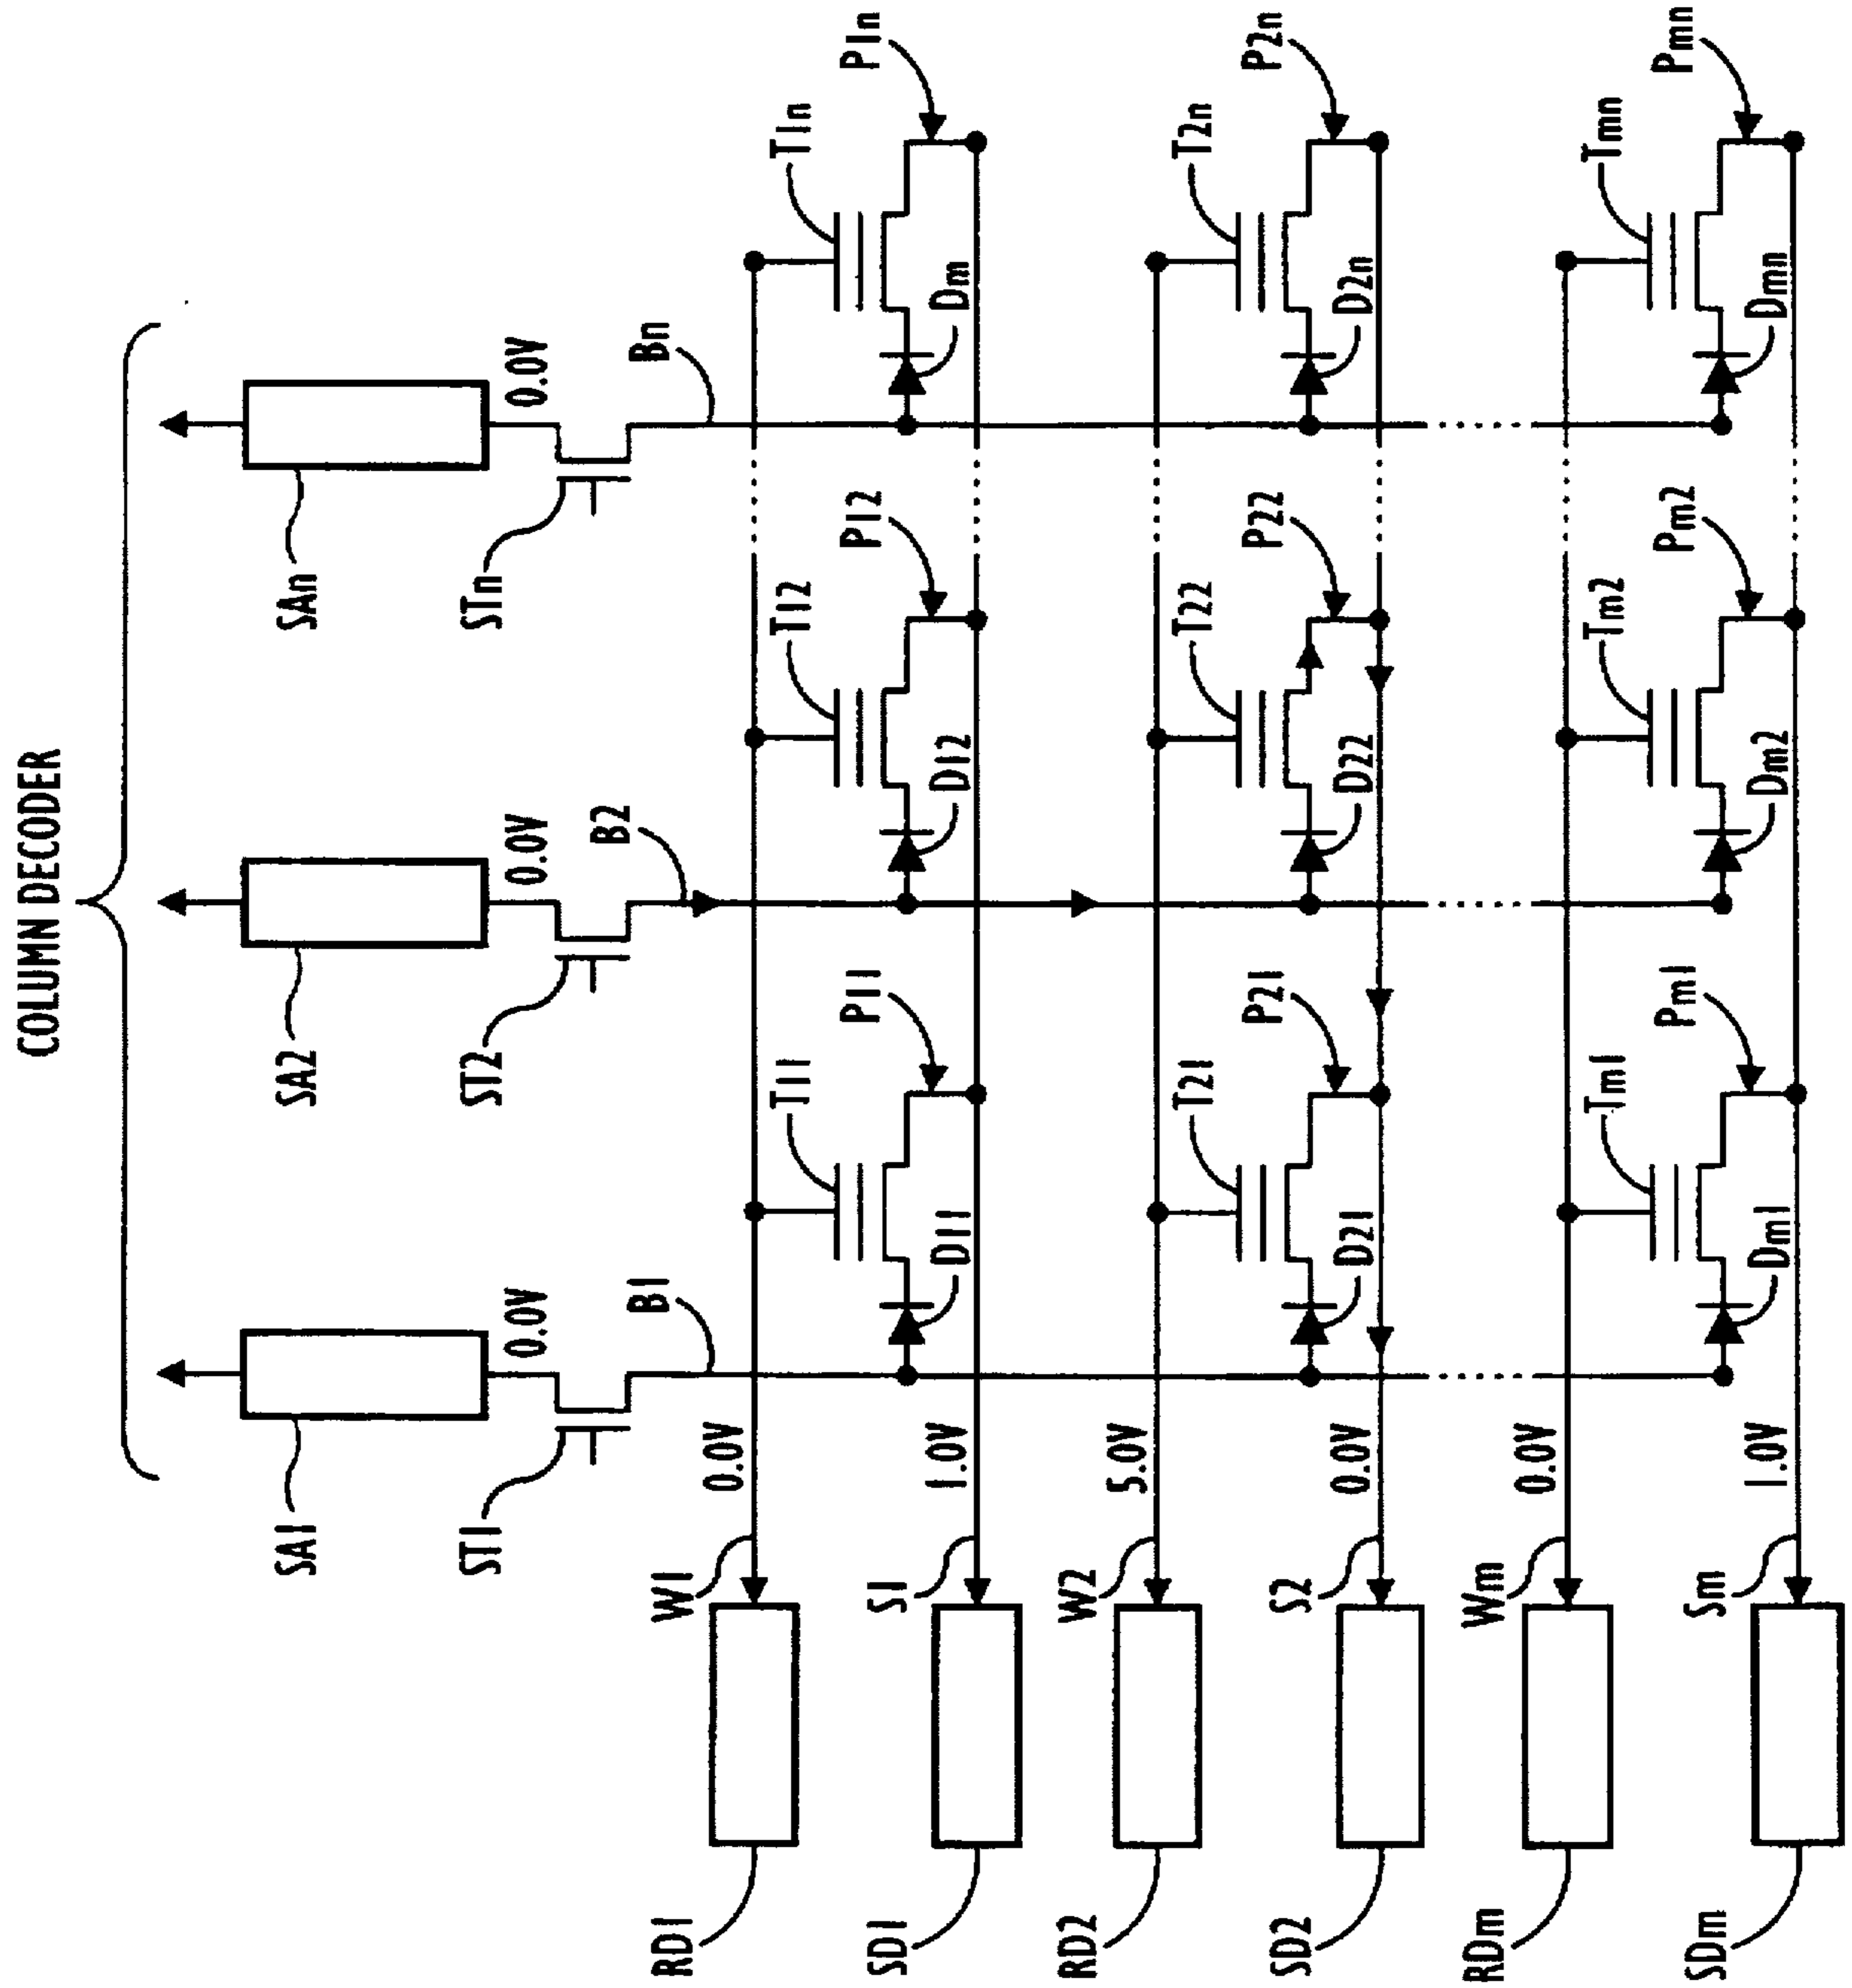 COLUMN DECODER
SA1
SA2
SAn
0.0V
0.0V
0.0V
ST1
ST2
STn
B1
B2
Bn
RD1
W1
0.0V
T11
P11
T12
P12
T1n
P1n
SD1
S1
1.0V
D11
D12
Dm
RD2
W2
5.0V
T21
P21
T22
P22
T2n
P2n
SD2
S2
0.0V
D21
D22
D2n
RDm
Wm
0.0V
Tm1
Pm1
Tm2
Pm2
Tmn
Pmn
SDm
Sm
1.0V
Dm1
Dm2
Dmn